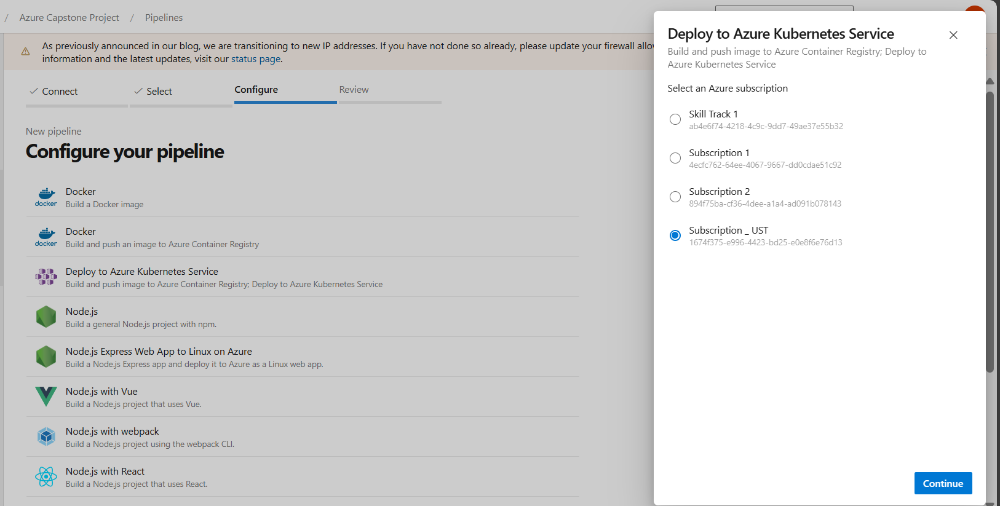 / Azure Capstone Project / Pipelines
As previously announced in our blog, we are transitioning to new IP addresses. If you have not done so already, please update your firewall allow
information and the latest updates, visit our status page.
Connect
Select
Configure
Review
New pipeline
Configure your pipeline
docker
Docker
Build a Docker image
docker
Docker
Build and push an image to Azure Container Registry
Deploy to Azure Kubernetes Service
Build and push image to Azure Container Registry; Deploy to Azure Kubernetes Service
Node.js
Build a general Node.js project with npm.
Node.js Express Web App to Linux on Azure
Build a Node.js Express app and deploy it to Azure as a Linux web app.
Node.js with Vue
Build a Node.js project that uses Vue.
Node.js with webpack
Build a Node.js project using the webpack CLI.
Node.js with React
Build a Node.js project that uses React.
Deploy to Azure Kubernetes Service
Build and push image to Azure Container Registry; Deploy to
Azure Kubernetes Service
Select an Azure subscription
Skill Track 1
ab4e6f74-4218-4c9c-9dd7-49ae37e55b32
Subscription 1
4ecfc762-64ee-4067-9667-dd0cdae51c92
Subscription 2
894f75ba-cf36-4dee-a1a4-ad091b078143
Subscription _ UST
1674f375-e996-4423-bd25-e0e8f6e76d13
Continue